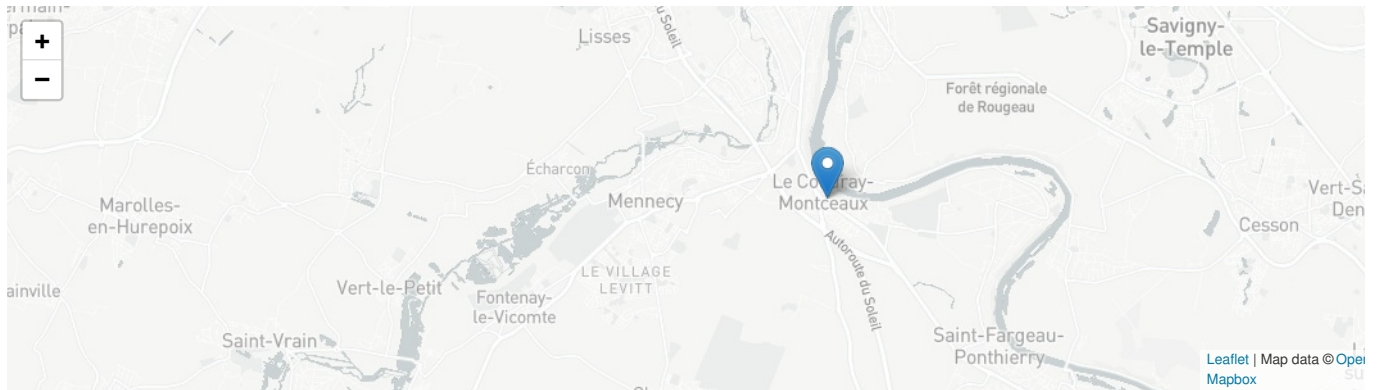 +
−
Lisses
du Soleil
Savigny-
le-Temple
Forêt régionale
de Rougeau
Écharcon
Mennecy
Le Coudray-
Montceaux
Marolles-
en-Hurepoix
Cesson
Autoroute du Soleil
LE VILLAGE
LEVITT
Vert-le-Petit
ainville
Fontenay-
le-Vicomte
Saint-Vrain
Saint-Fargeau-
Ponthierry
Leaflet | Map data © Ope
Mapbox